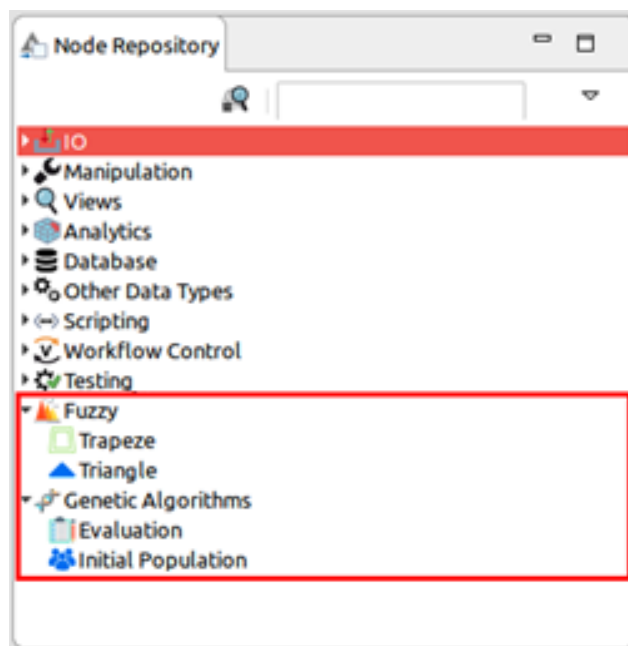 Node Repository
IO
Manipulation
Views
Analytics
Database
Other Data Types
Scripting
Workflow Control
Testing
Fuzzy
Trapeze
Triangle
Genetic Algorithms
Evaluation
Initial Population